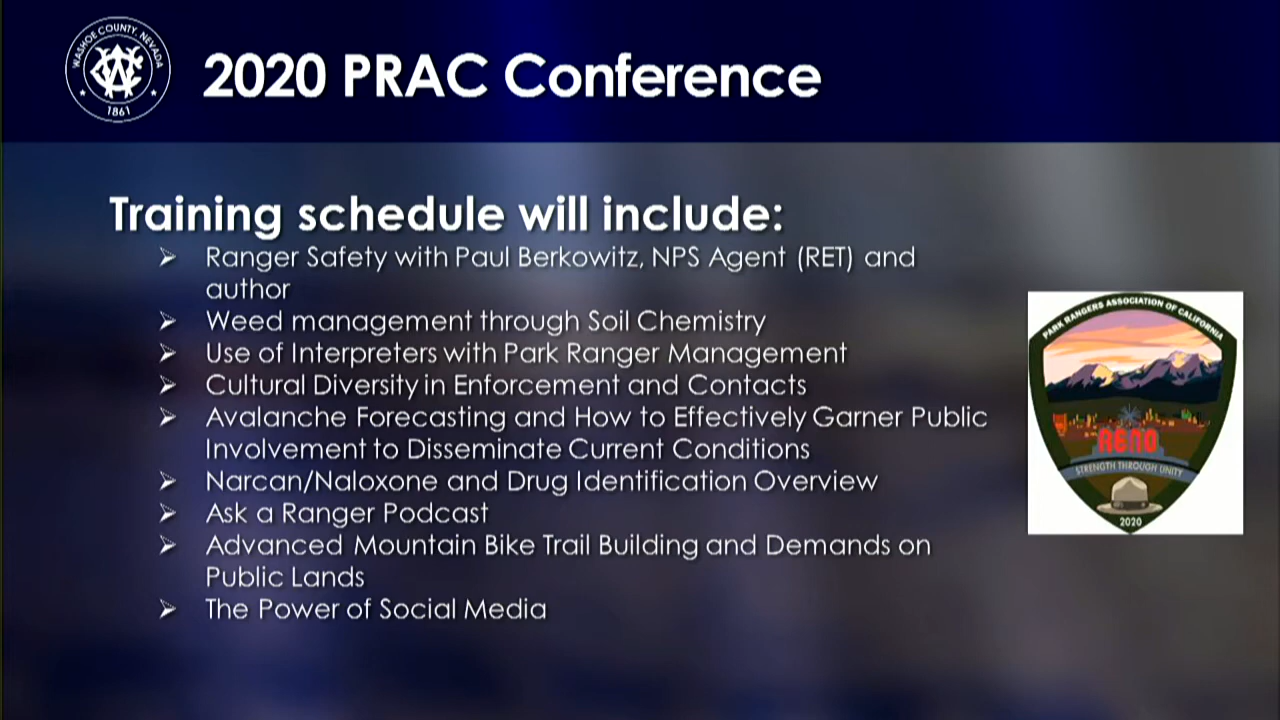 WASHOE COUNTY, NEVADA
1861
2020 PRAC Conference
Training schedule will include:
Ranger Safety with Paul Berkowitz, NPS Agent (RET) and
author
Weed management through Soil Chemistry
Use of Interpreters with Park Ranger Management
Cultural Diversity in Enforcement and Contacts
Avalanche Forecasting and How to Effectively Garner Public
Involvement to Disseminate Current Conditions
Narcan/Naloxone and Drug Identification Overview
Ask a Ranger Podcast
Advanced Mountain Bike Trail Building and Demands on
Public Lands
The Power of Social Media
PARK RANGERS ASSOCIATION OF CALIFORNIA
RENO
STRENGTH THROUGH UNITY
2020